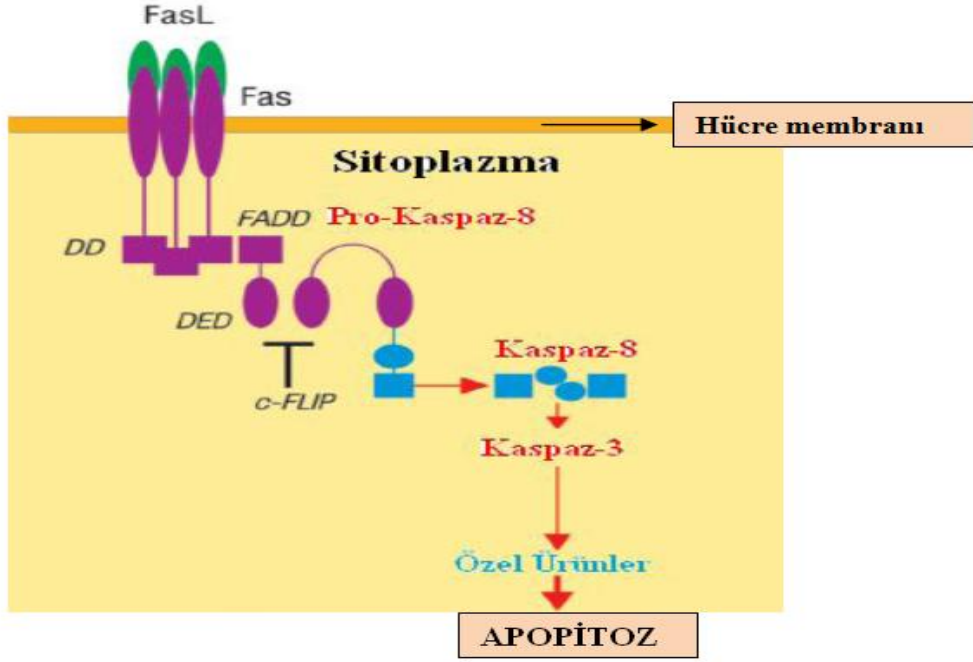 FasL
Fas
Hücre membranı
Sitoplazma
FADD
Pro-Kaspaz-8
DD
DED
c-FLIP
Kaspaz-8
Kaspaz-3
Özel Ürünler
APOPİTOZ